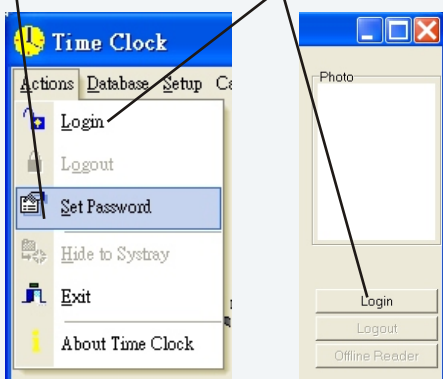 Time Clock
Actions Database Setup
Login
Logout
Set Password
Hide to Systray
Exit
About Time Clock
Photo
Login
Logout
Offline Reader